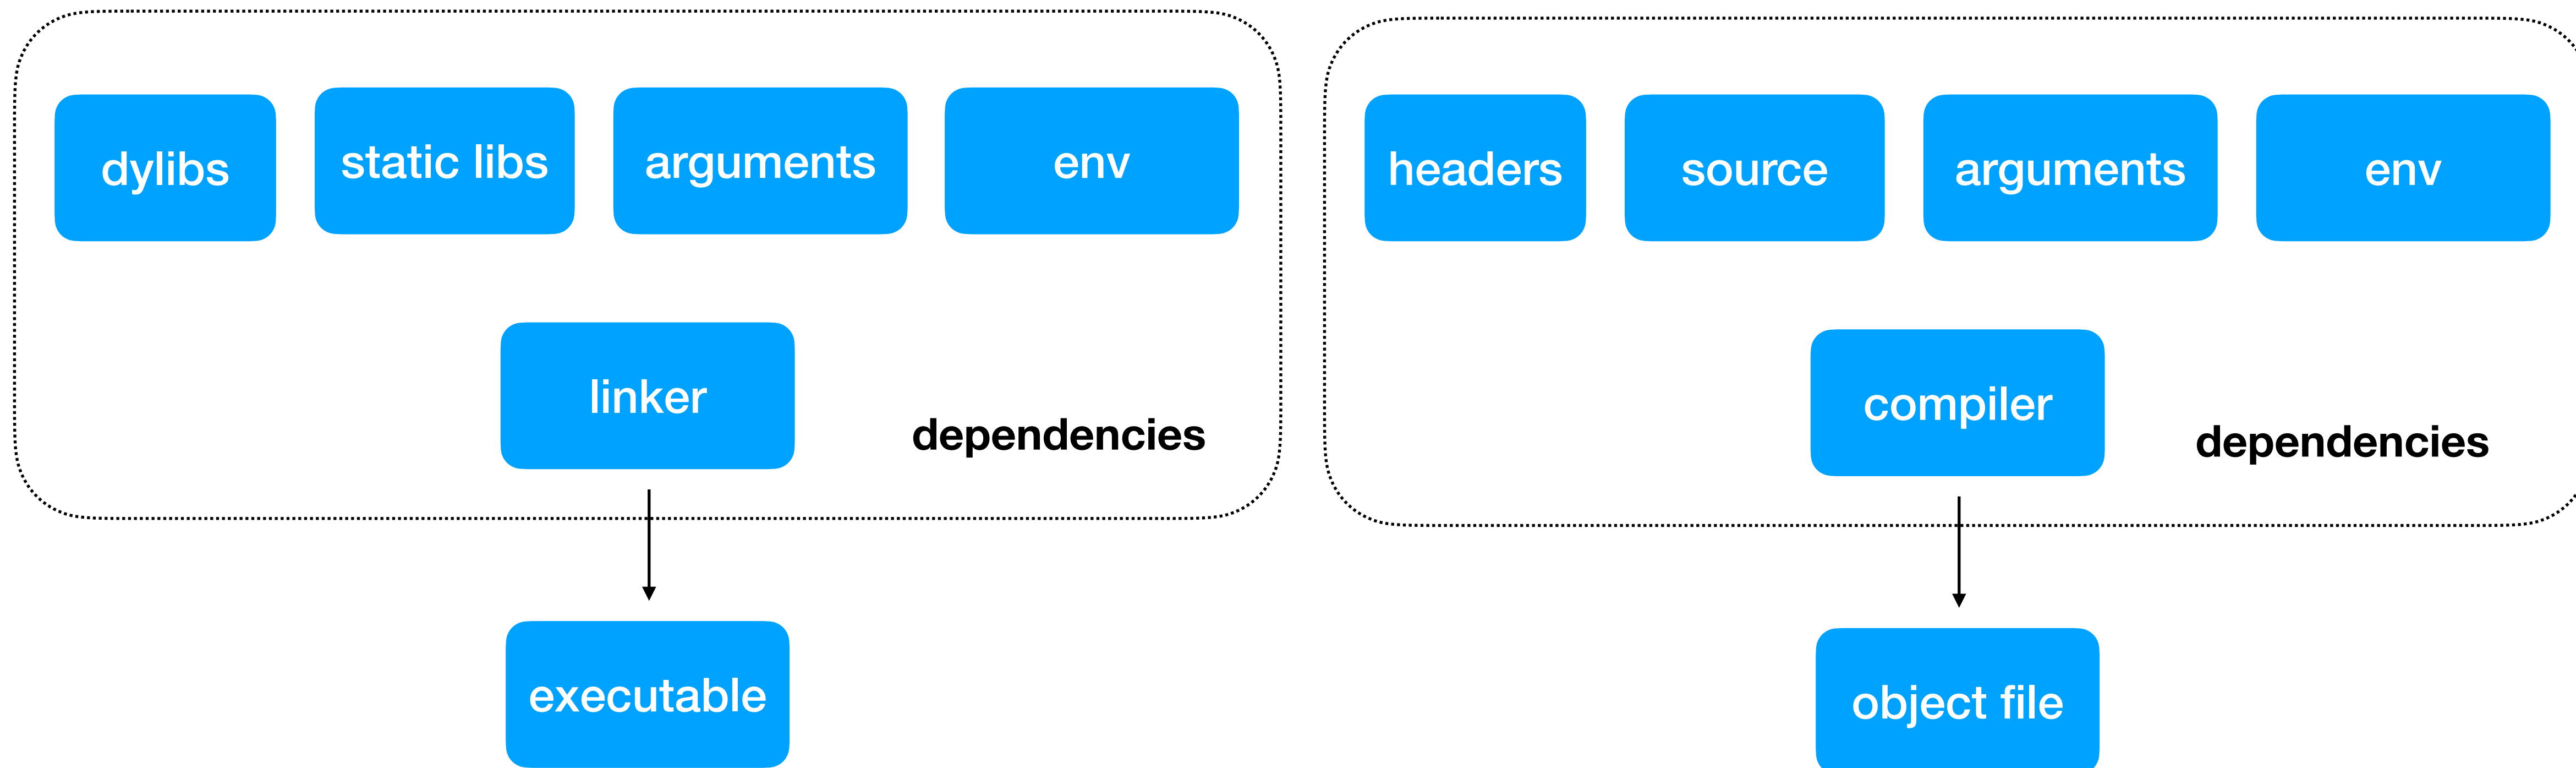 dylibs
static libs
arguments
env
linker
dependencies
executable
headers
source
arguments
env
compiler
dependencies
object file